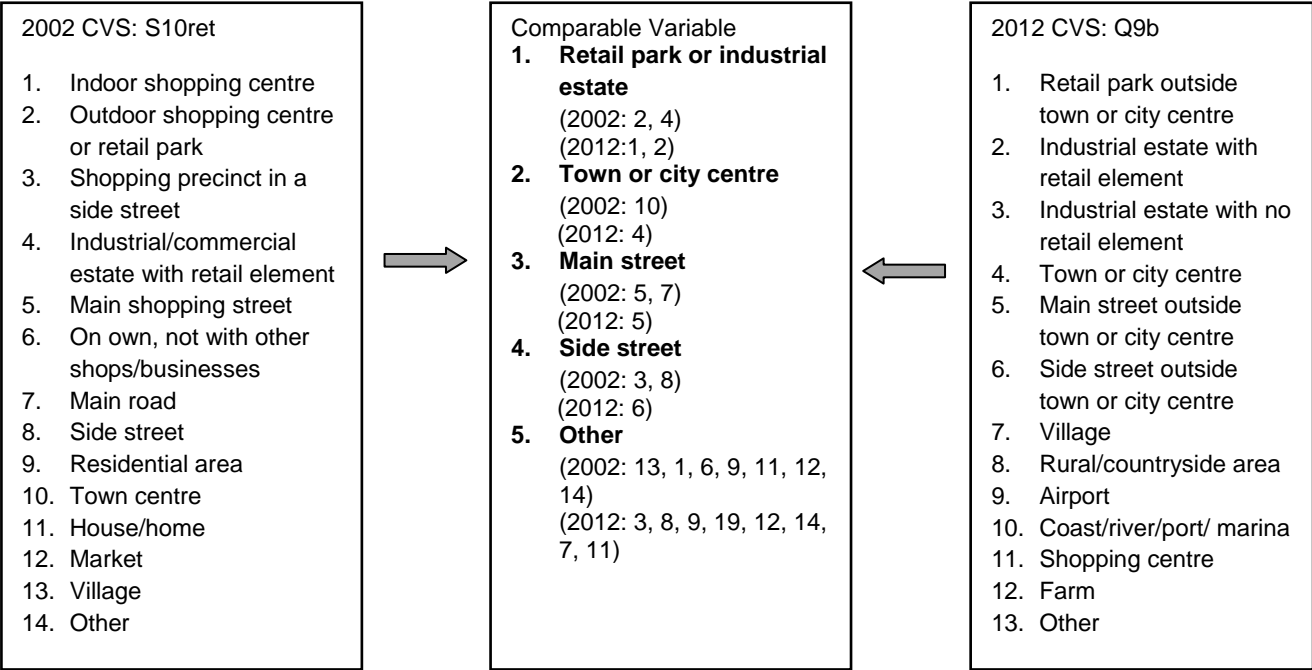 2002 CVS: S10ret
1. Indoor shopping centre
2. Outdoor shopping centre
or retail park
3. Shopping precinct in a
side street
4. Industrial/commercial
estate with retail element
5. Main shopping street
6. On own, not with other
shops/businesses
7. Main road
8. Side street
9. Residential area
10. Town centre
11. House/home
12. Market
13. Village
14. Other
Comparable Variable
1. Retail park or industrial
estate
(2002: 2, 4)
(2012:1, 2)
2. Town or city centre
(2002: 10)
(2012: 4)
3. Main street
(2002: 5, 7)
(2012: 5)
4. Side street
(2002: 3, 8)
(2012: 6)
5. Other
(2002: 13, 1, 6, 9, 11, 12,
14)
(2012: 3, 8, 9, 19, 12, 14,
7, 11)
2012 CVS: Q9b
1. Retail park outside
town or city centre
2. Industrial estate with
retail element
3. Industrial estate with no
retail element
4. Town or city centre
5. Main street outside
town or city centre
6. Side street outside
town or city centre
7. Village
8. Rural/countryside area
9. Airport
10. Coast/river/port/ marina
11. Shopping centre
12. Farm
13. Other